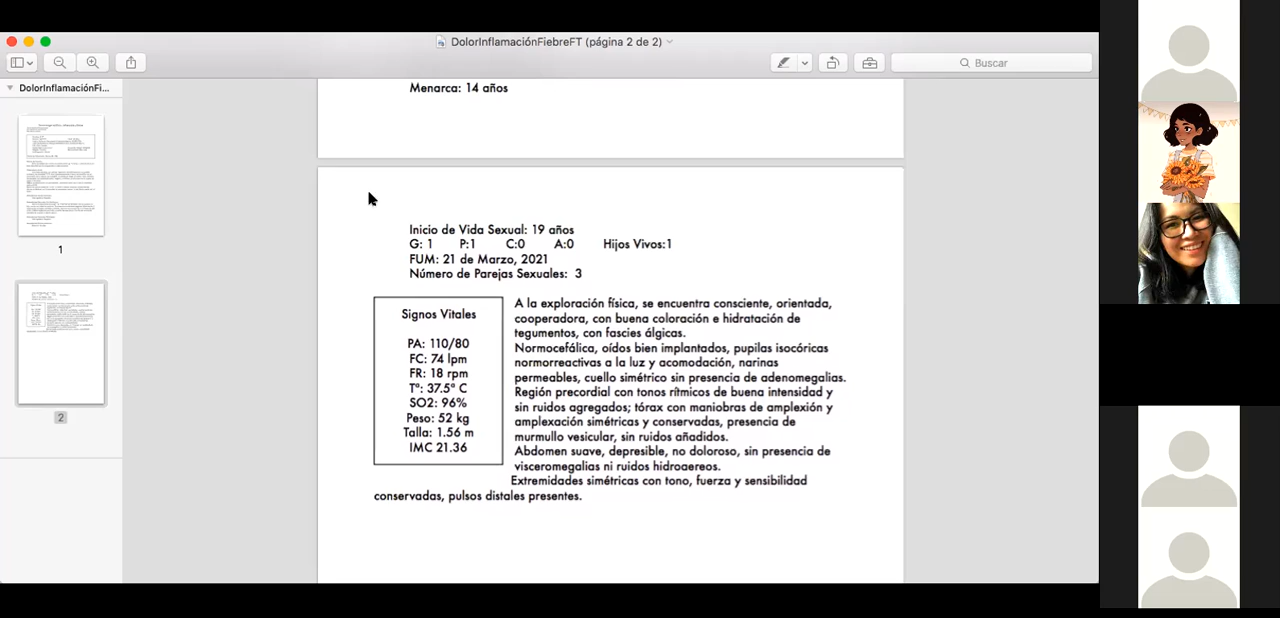 DolorInflamaciónFiebreFT (página 2 de 2)
Buscar
DolorInflamaciónFi...
1
2
Menarca: 14 años
Inicio de Vida Sexual: 19 años
G: 1 P:1 C:0 A:0 Hijos Vivos:1
FUM: 21 de Marzo, 2021
Número de Parejas Sexuales: 3
Signos Vitales
PA: 110/80
FC: 74 lpm
FR: 18 rpm
Tº: 37.5º C
SO2: 96%
Peso: 52 kg
Talla: 1.56 m
IMC 21.36
A la exploración física, se encuentra consciente, orientada,
cooperadora, con buena coloración e hidratación de
tegumentos, con fascies álgicas.
Normocefálica, oídos bien implantados, pupilas isocóricas
normorreactivas a la luz y acomodación, narinas
permeables, cuello simétrico sin presencia de adenomegalias.
Región precordial con tonos rítmicos de buena intensidad y
sin ruidos agregados; tórax con maniobras de amplexión y
amplexación simétricas y conservadas, presencia de
murmullo vesicular, sin ruidos añadidos.
Abdomen suave, depresible, no doloroso, sin presencia de
visceromegalias ni ruidos hidroaereos.
Extremidades simétricas con tono, fuerza y sensibilidad
conservadas, pulsos distales presentes.